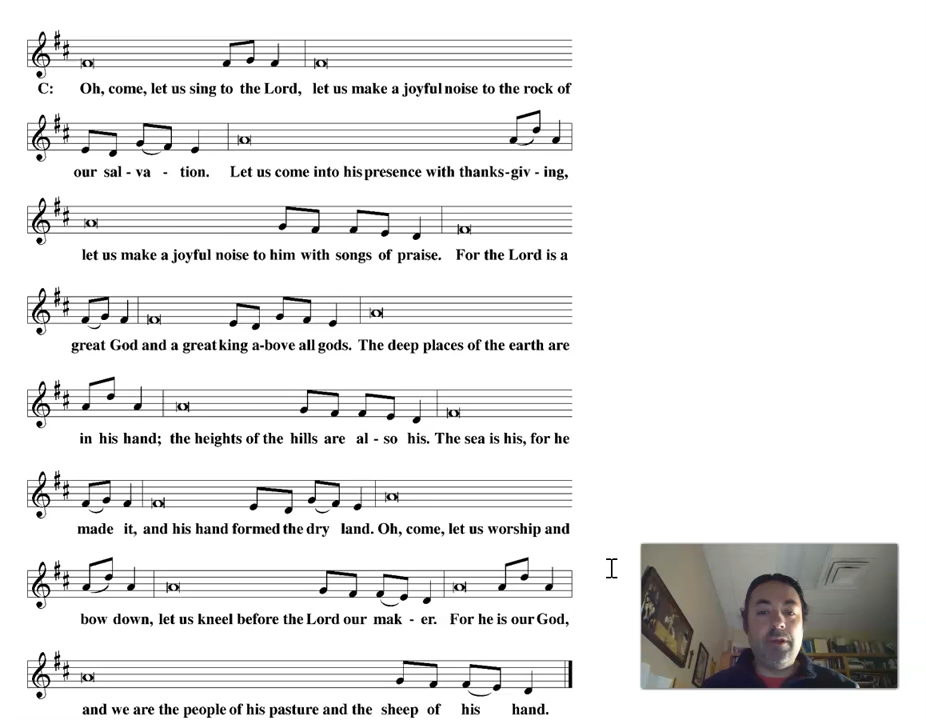 C: Oh, come, let us sing to the Lord, let us make a joyful noise to the rock of
our sal - va - tion. Let us come into his presence with thanks-giv - ing,
let us make a joyful noise to him with songs of praise. For the Lord is a
great God and a great king a-bove all gods. The deep places of the earth are
in his hand; the heights of the hills are al - so his. The sea is his, for he
made it, and his hand formed the dry land. Oh, come, let us worship and
bow down, let us kneel before the Lord our mak - er. For he is our God,
and we are the people of his pasture and the sheep of his hand.